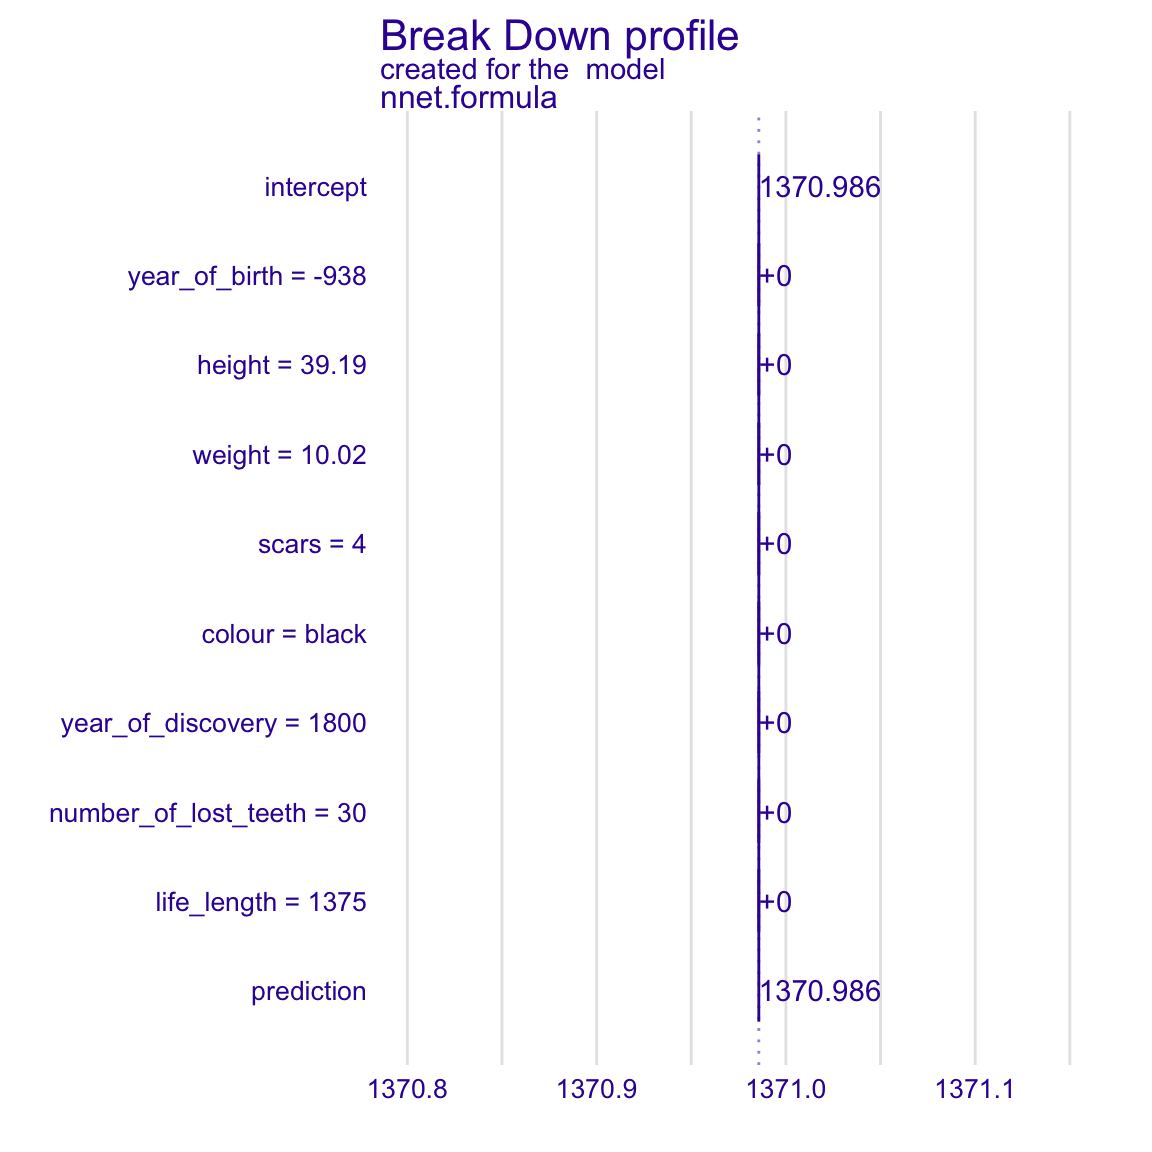 Break Down profile
created for the  model
nnet.formula
intercept
1370.986
year_of_birth = -938
+0
height = 39.19
+0
weight = 10.02
+0
scars = 4
+0
colour = black
+0
year_of_discovery = 1800
+0
number_of_lost_teeth = 30
+0
life_length = 1375
+0
prediction
1370.986
1370.8 1370.9 1371.0 1371.1